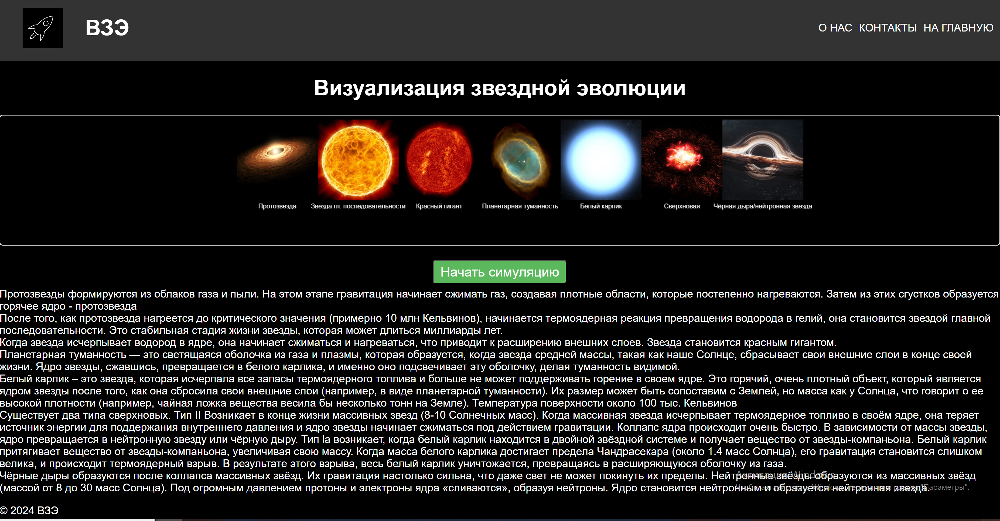 ВЗЭ
О НАС КОНТАКТЫ НА ГЛАВНУЮ
Визуализация звездной эволюции
Протозвезда Звезда гл. последовательности Красный гигант Планетарная туманность Белый карлик Сверхновая Чёрная дыра/нейтронная звезда
Начать симуляцию
Протозвезды формируются из облаков газа и пыли. На этом этапе гравитация начинает сжимать газ, создавая плотные области, которые постепенно нагреваются. Затем из этих сгустков образуется
горячее ядро - протозвезда
После того, как протозвезда нагреется до критического значения (примерно 10 млн Кельвинов), начинается термоядерная реакция превращения водорода в гелий, она становится звездой главной
последовательности. Это стабильная стадия жизни звезды, которая может длиться миллиарды лет.
Когда звезда исчерпывает водород в ядре, она начинает сжиматься и нагреваться, что приводит к расширению внешних слоев. Звезда становится красным гигантом.
Планетарная туманность — это светящаяся оболочка из газа и плазмы, которая образуется, когда звезда средней массы, такая как наше Солнце, сбрасывает свои внешние слои в конце своей
жизни. Ядро звезды, сжавшись, превращается в белого карлика, и именно оно подсвечивает эту оболочку, делая туманность видимой.
Белый карлик – это звезда, которая исчерпала все запасы термоядерного топлива и больше не может поддерживать горение в своем ядре. Это горячий, очень плотный объект, который является
ядром звезды после того, как она сбросила свои внешние слои (например, в виде планетарной туманности). Их размер может быть сопоставим с Землей, но масса как у Солнца, что говорит о ее
высокой плотности (например, чайная ложка вещества весила бы несколько тонн на Земле). Температура поверхности около 100 тыс. Кельвинов
Существует два типа сверхновых. Тип II Возникает в конце жизни массивных звезд (8-10 Солнечных масс). Когда массивная звезда исчерпывает термоядерное топливо в своём ядре, она теряет
источник энергии для поддержания внутреннего давления и ядро звезды начинает сжиматься под действием гравитации. Коллапс ядра происходит очень быстро. В зависимости от массы звезды,
ядро превращается в нейтронную звезду или чёрную дыру. Тип Ia возникает, когда белый карлик находится в двойной звёздной системе и получает вещество от звезды-компаньона. Белый карлик
притягивает вещество от звезды-компаньона, увеличивая свою массу. Когда масса белого карлика достигает предела Чандрасекара (около 1.4 масс Солнца), его гравитация становится слишком
велика, и происходит термоядерный взрыв. В результате этого взрыва, весь белый карлик уничтожается, превращаясь в расширяющуюся оболочку из газа.
Чёрные дыры образуются после коллапса массивных звёзд. Их гравитация настолько сильна, что даже свет не может покинуть их пределы. Нейтронные звёзды образуются из массивных звёзд
(массой от 8 до 30 масс Солнца). Под огромным давлением протоны и электроны ядра «сливаются», образуя нейтроны. Ядро становится нейтронным и образуется нейтронная звезда.
Активация Windows
Чтобы активировать Windows, перейдите в раздел "Параметры".
© 2024 ВЗЭ